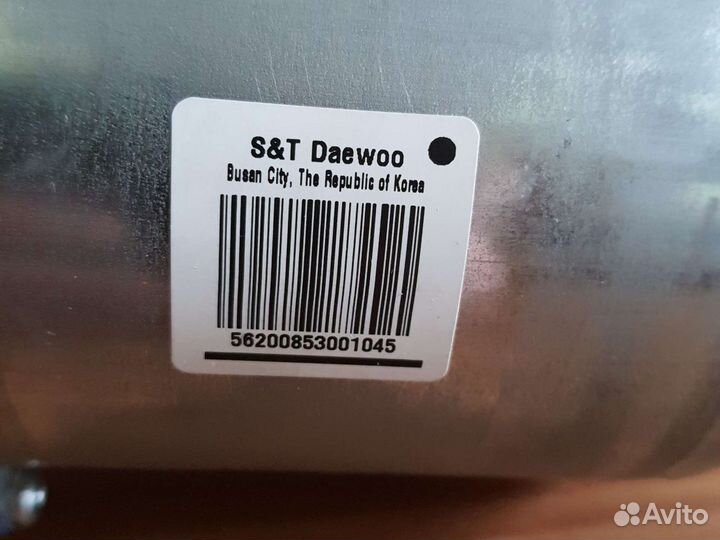 S&T Daewoo
Busan City, The Republic of Korea
56200853001045
Avito